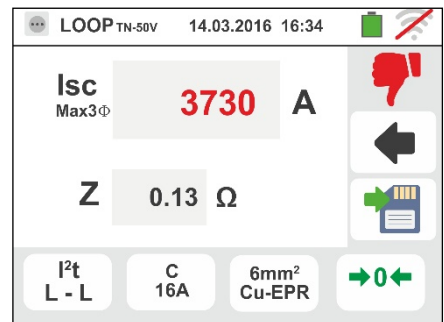 LOOP TN-50V 14.03.2016 16:34
Isc
Max3Φ
3730 A
Z 0.13 Ω
I²t
L - L
C
16A
6mm²
Cu-EPR
→0←